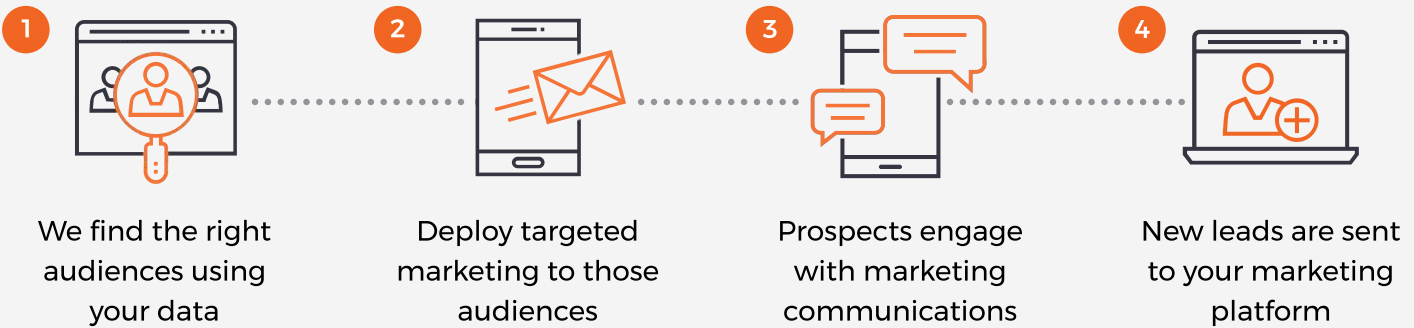 1
We find the right
audiences using
your data
2
Deploy targeted
marketing to those
audiences
3
Prospects engage
with marketing
communications
4
New leads are sent
to your marketing
platform